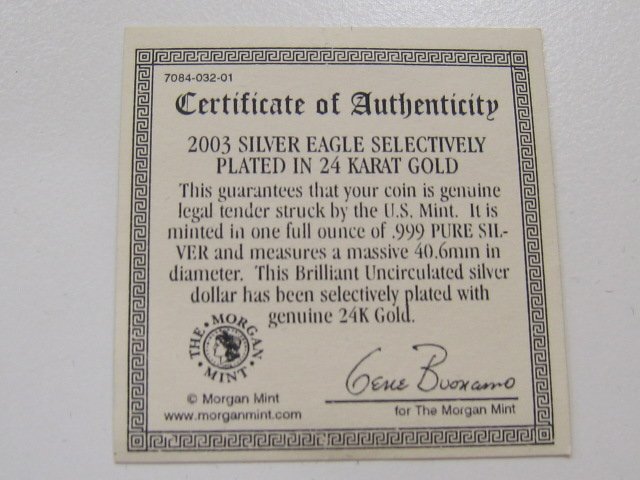 7084-032-01
Certificate of Authenticity
2003 SILVER EAGLE SELECTIVELY
PLATED IN 24 KARAT GOLD
This guarantees that your coin is genuine
legal tender struck by the U.S. Mint. It is
minted in one full ounce of .999 PURE SIL-
VER and measures a massive 40.6mm in
diameter. This Brilliant Uncirculated silver
dollar has been selectively plated with
genuine 24K Gold.
THE • MORGAN • MINT •
Gene Buonamo
© Morgan Mint
www.morganmint.com
for The Morgan Mint